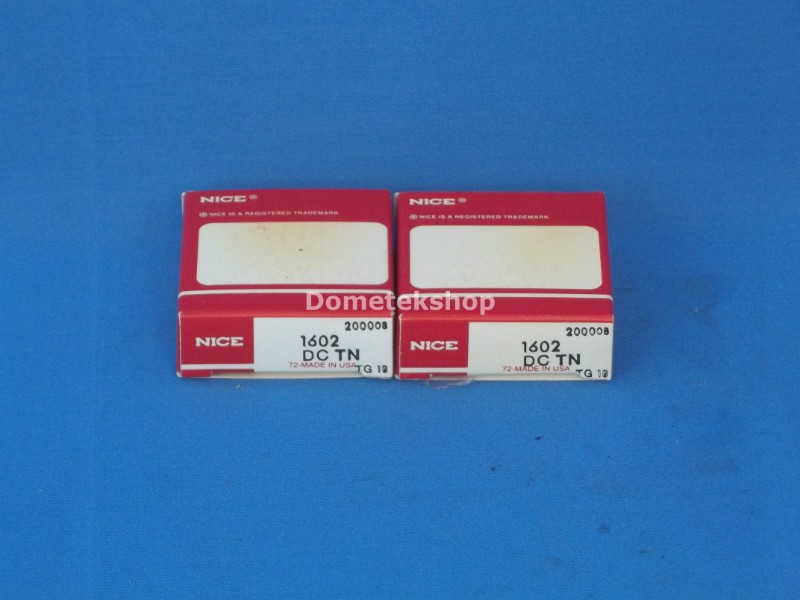 NICE®
® NICE IS A REGISTERED TRADEMARK
NICE
200008
1602
DC TN
72-MADE IN USA
TG 19
NICE®
® NICE IS A REGISTERED TRADEMARK
NICE
200008
1602
DC TN
72-MADE IN USA
TG 19
Dometekshop